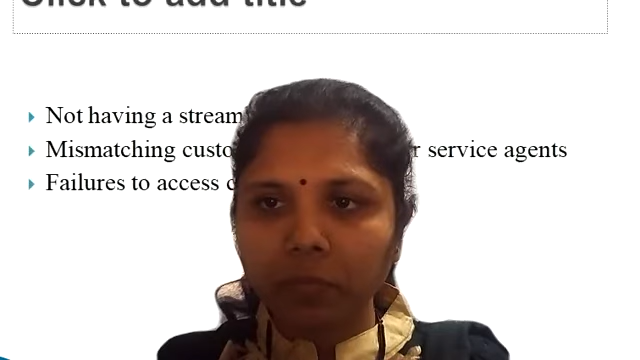 Click to add title
Not having a stream
Mismatching custo r service agents
Failures to access c